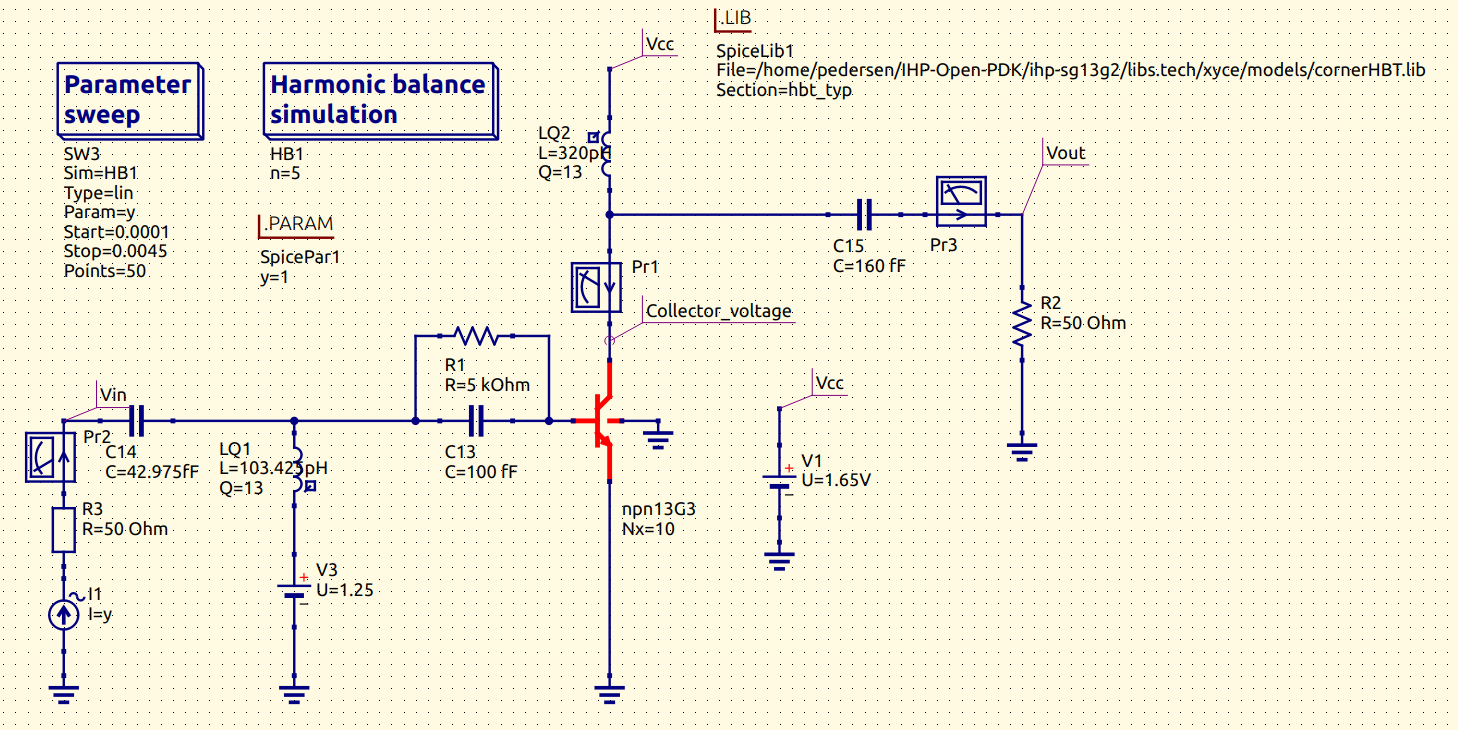 .LIB
SpiceLib1
File=/home/pedersen/IHP-Open-PDK/ihp-sg13g2/libs.tech/xyce/models/cornerHBT.lib
Section=hbt_typ
Vcc
Parameter
sweep
SW3
Sim=HB1
Type=lin
Param=y
Start=0.0001
Stop=0.0045
Points=50
Harmonic balance
simulation
HB1
n=5
.PARAM
SpicePar1
y=1
LQ2
L=320pH
Q=13
Vout
C15
C=160 fF
Pr3
Pr1
Collector_voltage
R2
R=50 Ohm
R1
R=5 kOhm
Vin
Pr2
C14
C=42.975fF
LQ1
L=103.425pH
Q=13
C13
C=100 fF
Vcc
V1
U=1.65V
R3
R=50 Ohm
npn13G3
Nx=10
V3
U=1.25
I1
I=y